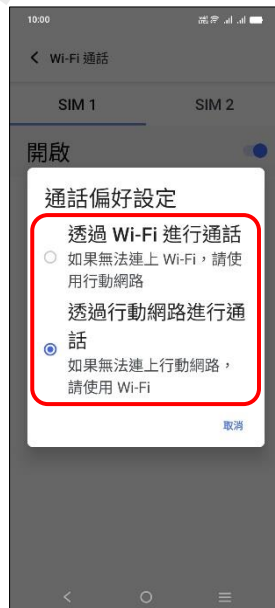 10:00
Wi-Fi 通話
SIM 1
SIM 2
開啟
通話偏好設定
透過 Wi-Fi 進行通話
如果無法連上 Wi-Fi，請使
用行動網路
透過行動網路進行通
話
如果無法連上行動網路，
請使用 Wi-Fi
取消